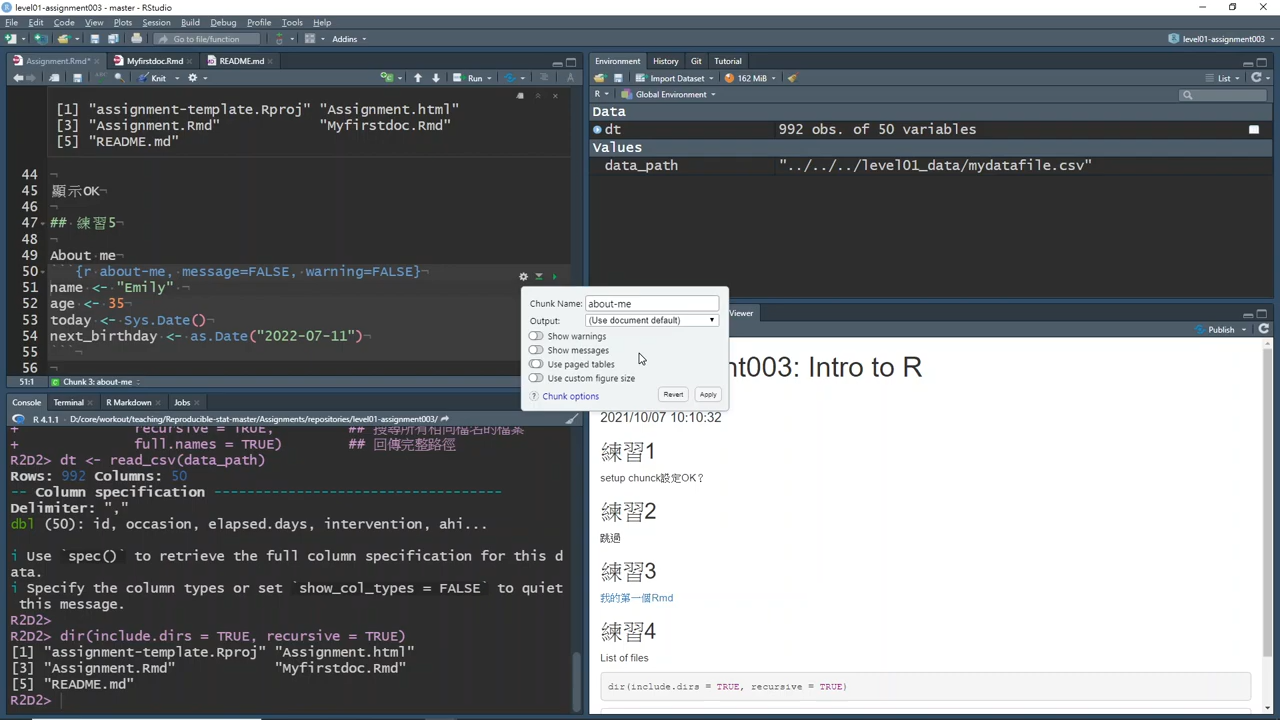 level01-assignment003 - master - RStudio
File Edit Code View Plots Session Build Debug Profile Tools Help
Go to file/function
Addins
level01-assignment003
Assignment.Rmd*
Myfirstdoc.Rmd
README.md
Knit
Run
[1] "assignment-template.Rproj" "Assignment.html"
[3] "Assignment.Rmd" "Myfirstdoc.Rmd"
[5] "README.md"
44
45 顯示OK
46
47 ## 練習5
48
49 About me
50 ```{r about-me, message=FALSE, warning=FALSE}
51 name <- "Emily"
52 age <- 35
53 today <- Sys.Date()
54 next_birthday <- as.Date("2022-07-11")
55 ```
56
51:1 Chunk 3: about-me
Chunk Name: about-me
Output: (Use document default)
Show warnings
Show messages
Use paged tables
Use custom figure size
? Chunk options
Revert Apply
Console Terminal R Markdown Jobs
R 4.1.1 · D:/core/workout/teaching/Reproducible-stat-master/Assignments/repositories/level01-assignment003/
+ recursive = TRUE, ## 搜尋所有相同檔名的檔案
+ full.names = TRUE) ## 回傳完整路徑
R2D2> dt <- read_csv(data_path)
Rows: 992 Columns: 50
-- Column specification --------------------------------
Delimiter: ","
dbl (50): id, occasion, elapsed.days, intervention, ahi...
i Use `spec()` to retrieve the full column specification for this d
ata.
i Specify the column types or set `show_col_types = FALSE` to quiet
this message.
R2D2>
R2D2> dir(include.dirs = TRUE, recursive = TRUE)
[1] "assignment-template.Rproj" "Assignment.html"
[3] "Assignment.Rmd" "Myfirstdoc.Rmd"
[5] "README.md"
R2D2>
Environment History Git Tutorial
Import Dataset
162 MiB
List
R
Global Environment
Data
dt 992 obs. of 50 variables
Values
data_path "../../../level01_data/mydatafile.csv"
Viewer
Publish
nt003: Intro to R
2021/10/07 10:10:32
練習1
setup chunck設定OK？
練習2
跳過
練習3
我的第一個Rmd
練習4
List of files
dir(include.dirs = TRUE, recursive = TRUE)